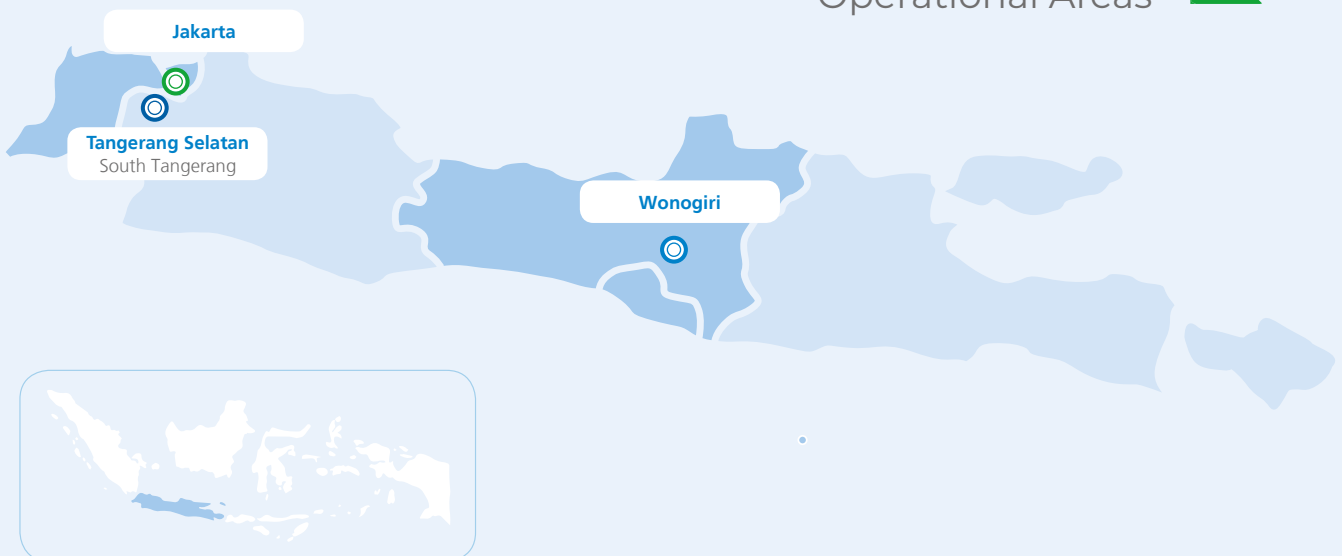 Operational Areas
Jakarta
Tangerang Selatan
South Tangerang
Wonogiri